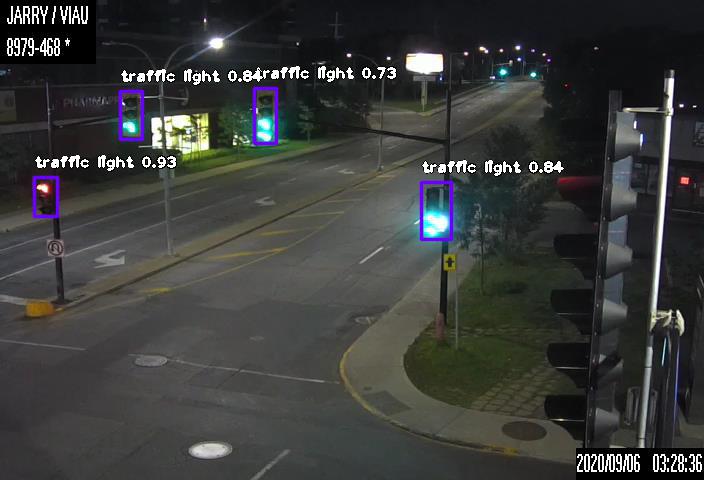 JARRY / VIAU
8979-468 *
traffic light 0.84
traffic light 0.73
PHARMAPR
traffic light 0.93
traffic light 0.84
2020/09/06 03:28:36